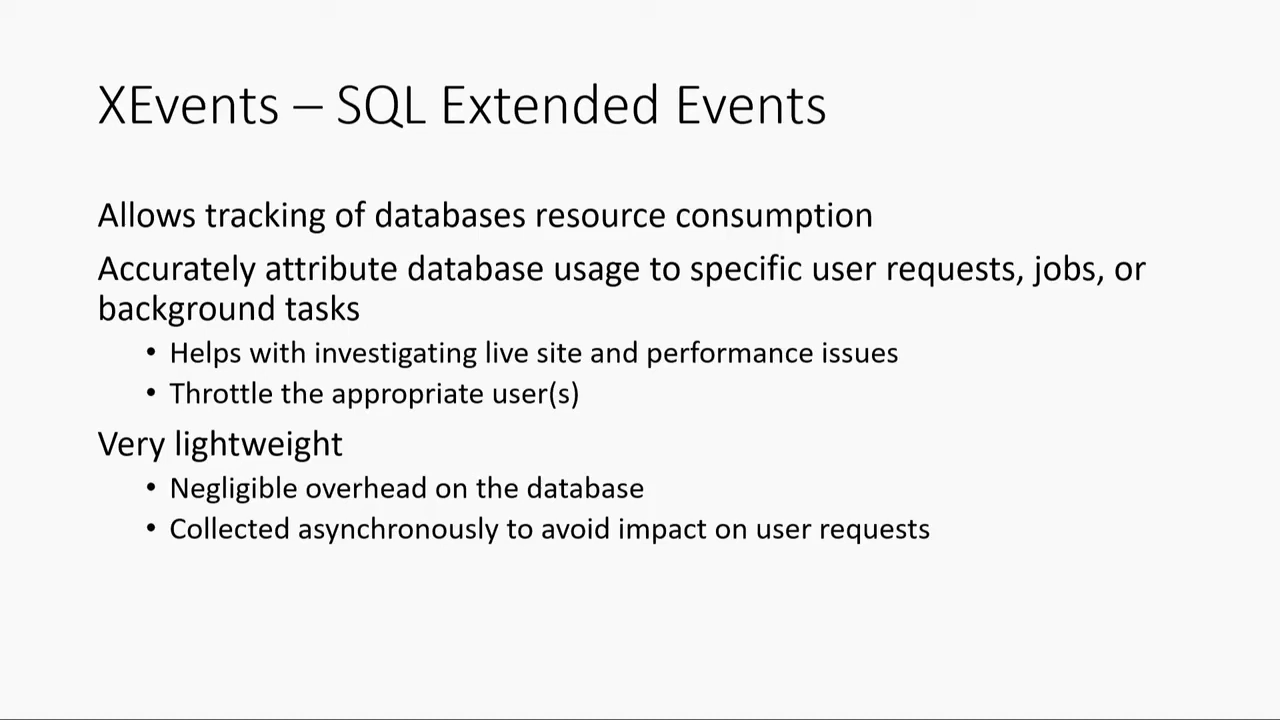 XEvents – SQL Extended Events
Allows tracking of databases resource consumption
Accurately attribute database usage to specific user requests, jobs, or
background tasks
• Helps with investigating live site and performance issues
• Throttle the appropriate user(s)
Very lightweight
• Negligible overhead on the database
• Collected asynchronously to avoid impact on user requests